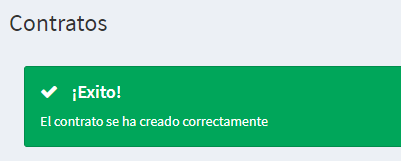 Contratos
¡Exito!
El contrato se ha creado correctamente